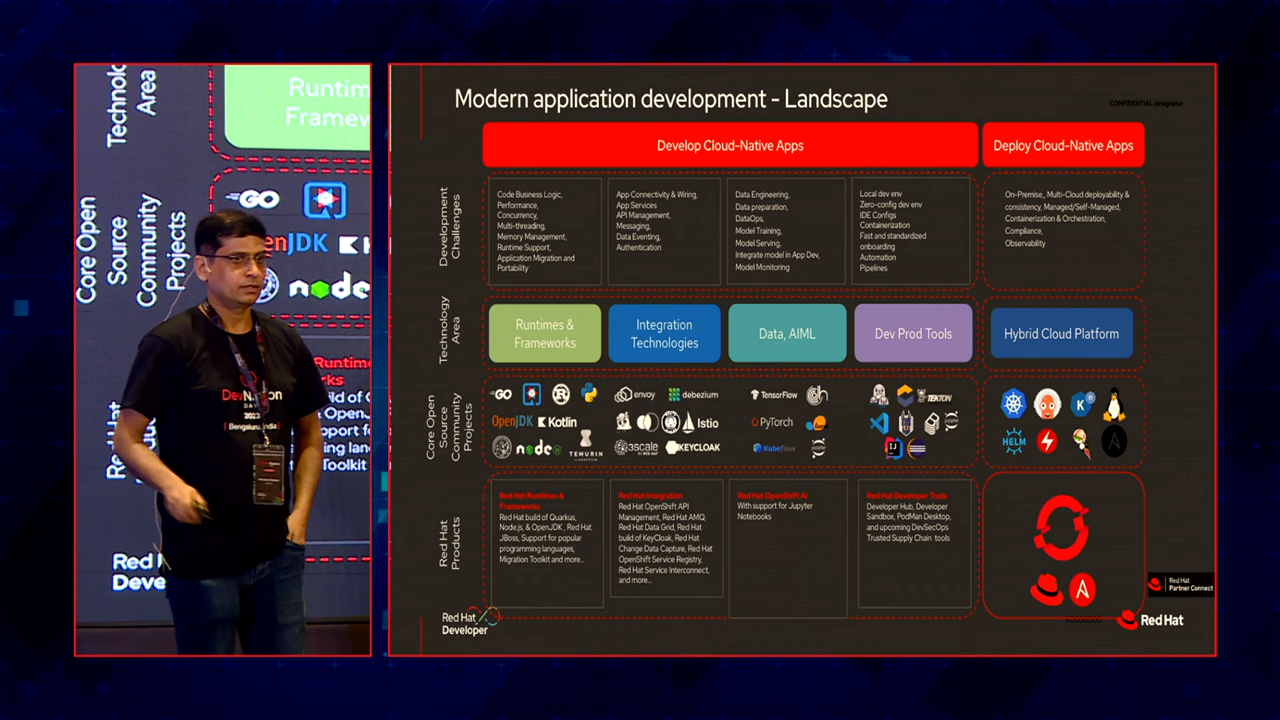 Technolo
Area
Runtim
Framew
Core Open
Source
Community
Projects
GO
enJDK
K
node
Runtime
rks
ild of Q
OpenJ
pport fo
ing lan
Toolkit
Red H
Deve
DevNation
DAY
2023
[Bengaluru, India]
Modern application development - Landscape
CONFIDENTIAL designator
Develop Cloud-Native Apps
Deploy Cloud-Native Apps
Development
Challenges
Code Business Logic,
Performance,
Concurrency,
Multi-threading,
Memory Management,
Runtime Support,
Application Migration and
Portability
App Connectivity & Wiring,
App Services
API Management,
Messaging,
Data Eventing,
Authentication
Data Engineering,
Data preparation,
DataOps,
Model Training,
Model Serving,
Integrate model in App Dev,
Model Monitoring
Local dev env
Zero-config dev env
IDE Configs
Containerization
Fast and standardized
onboarding
Automation
Pipelines
On-Premise,, Multi-Cloud deployability &
consistency, Managed/Self-Managed,
Containerization & Orchestration,
Compliance,
Observability
Technology
Area
Runtimes &
Frameworks
Integration
Technologies
Data, AIML
Dev Prod Tools
Hybrid Cloud Platform
Core Open
Source
Community
Projects
GO
OpenJDK
Kotlin
node
TEMURIN
envoy
debezium
Istio
3scale
KEYCLOAK
TensorFlow
PyTorch
Kubeflow
TEKTON
IJ
K
HELM
Red Hat
Products
Red Hat Runtimes &
Frameworks
Red Hat build of Quarkus,
Node.js, & OpenJDK , Red Hat
JBoss, Support for popular
programming languages,
Migration Toolkit and more...
Red Hat Integration
Red Hat OpenShift API
Management, Red Hat AMQ,
Red Hat Data Grid, Red Hat
build of KeyCloak, Red Hat
Change Data Capture, Red Hat
OpenShift Service Registry,
Red Hat Service Interconnect,
and more...
Red Hat OpenShift AI
With support for Jupyter
Notebooks
Red Hat Developer Tools
Developer Hub, Developer
Sandbox, PodMan Desktop,
and upcoming DevSecOps
Trusted Supply Chain tools
Red Hat
Developer
Red Hat
Partner Connect
Red Hat